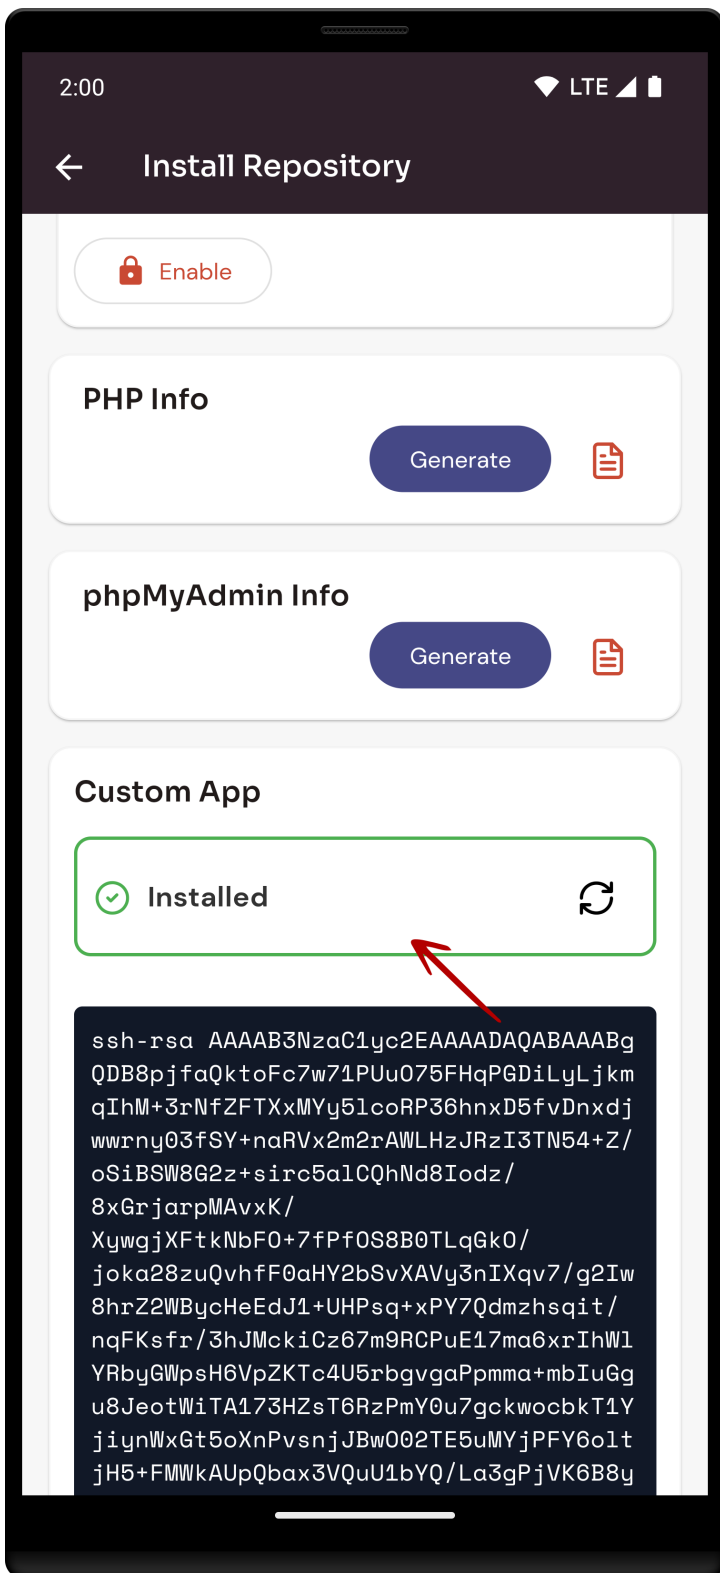 2:00
LTE
Install Repository
Enable
PHP Info
Generate
phpMyAdmin Info
Generate
Custom App
Installed
ssh-rsa AAAAB3NzaC1yc2EAAAADAQABAAABg
QDB8pjfaQktoFc7w71PUuO75FHqPGDiLyLjkm
qIhM+3rNfZFTXxMYy5lcoRP36hnxD5fvDnxdj
wwrny03fSY+naRVx2m2rAWLHzJRzI3TN54+Z/
oSiBSW8G2z+sirc5alCQhNd8Iodz/
8xGrjarpMAvxK/
XywgjXFtkNbFO+7fPfOS8B0TLqGkO/
joka28zuQvhfF0aHY2bSvXAVy3nIXqv7/g2Iw
8hrZ2WBycHeEdJ1+UHPsq+xPY7Qdmzhsqit/
nqFKsfr/3hJMckiCz67m9RCPuE17ma6xrIhWl
YRbyGWpsH6VpZKTc4U5rbgvgaPpmma+mbIuGg
u8JeotWiTA173HZsT6RzPmY0u7gckwocbkT1Y
jiynWxGt5oXnPvsnjJBwO02TE5uMYjPFY6olt
jH5+FMWkAUpQbax3VQuU1bYQ/La3gPjVK6B8y